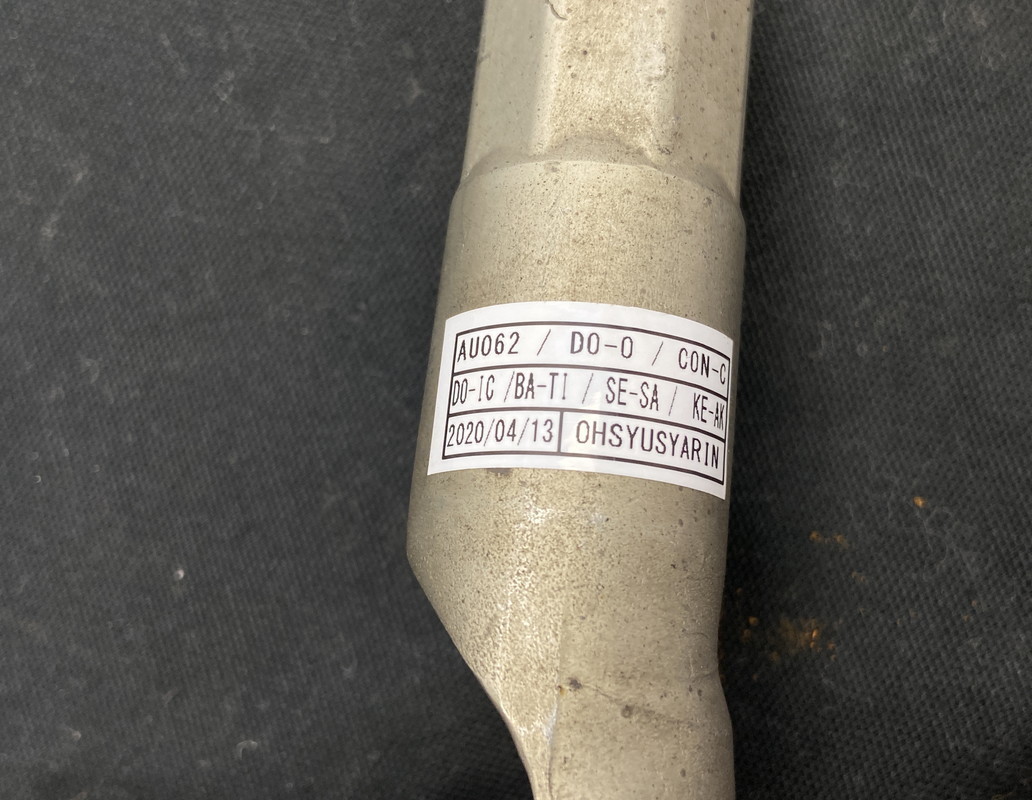 AU062 / DO-O / CON-C
DO-IC /BA-TI / SE-SA / KE-AK
2020/04/13 OHSYUSYARIN